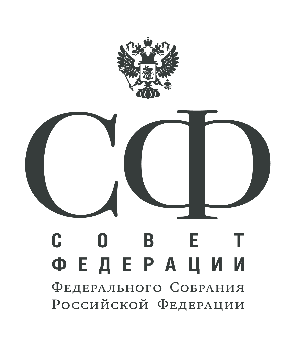 СФ
СОВЕТ
ФЕДЕРАЦИИ
Федерального Собрания
Российской Федерации